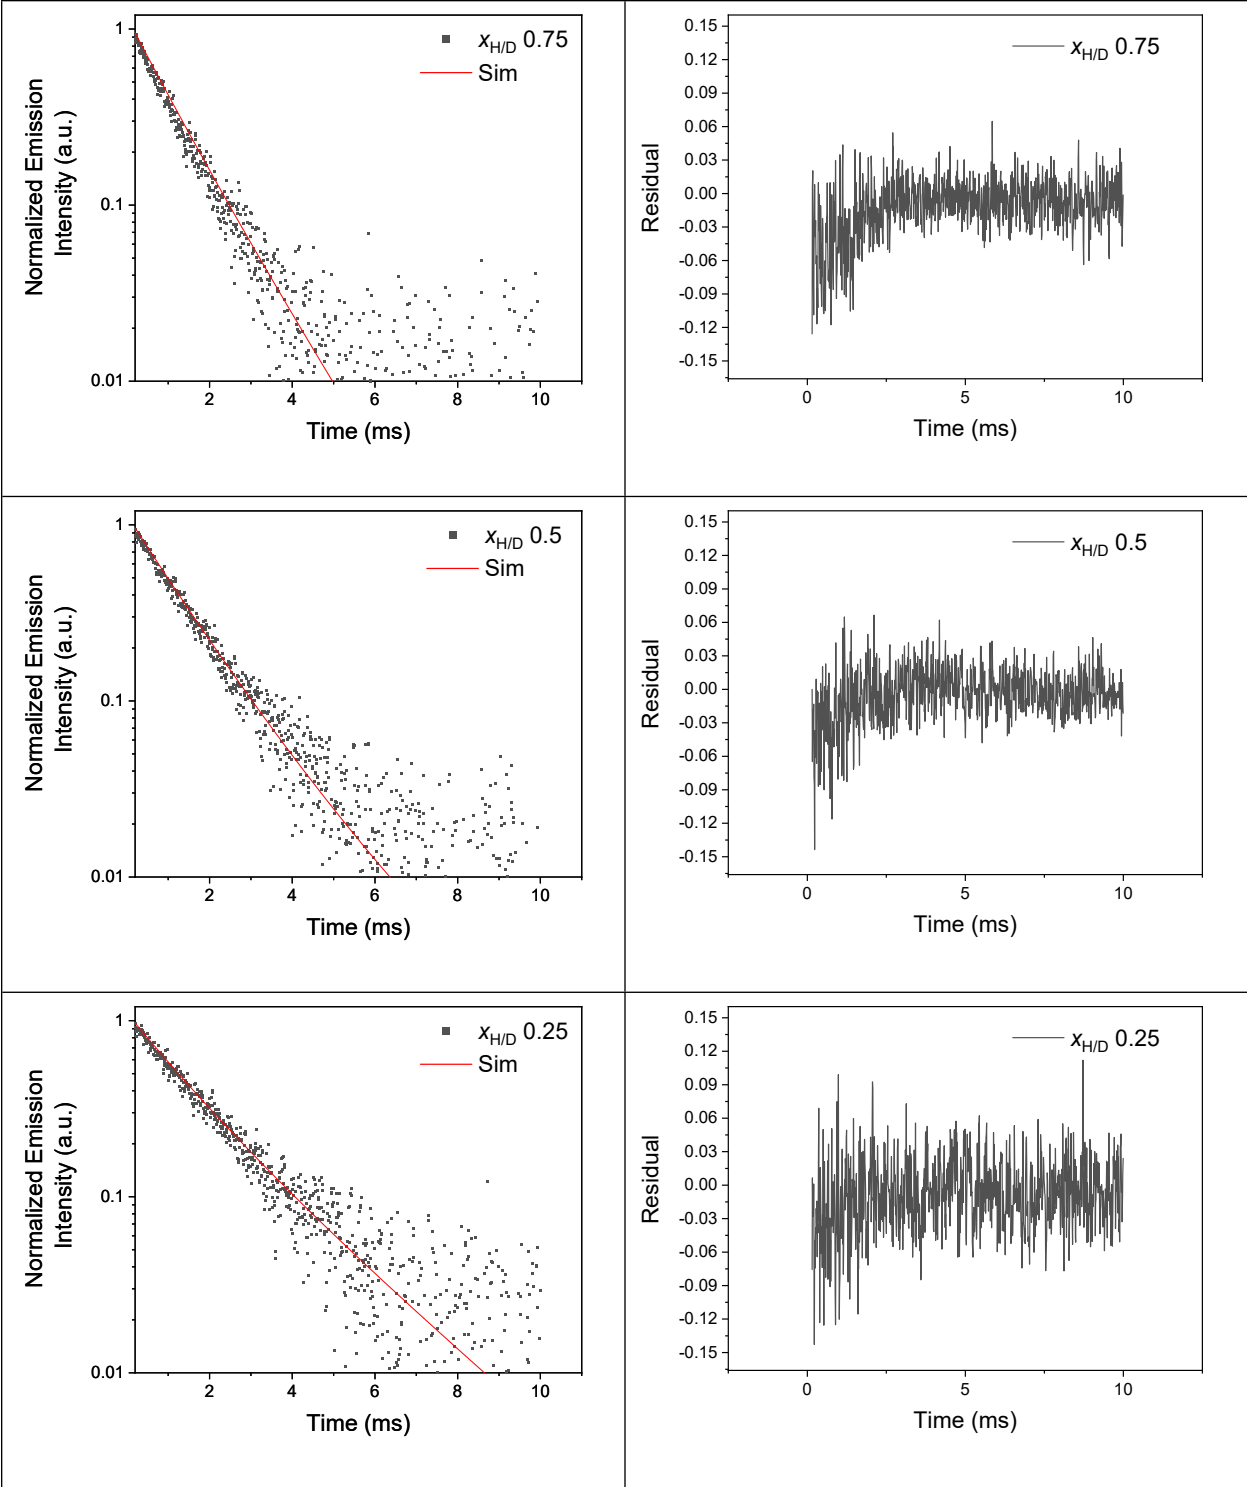 1
0.1
0.01
Normalized Emission
Intensity (a.u.)
xH/D 0.75
Sim
2 4 6 8 10
Time (ms)
0.15
0.12
0.09
0.06
0.03
0.00
-0.03
-0.06
-0.09
-0.12
-0.15
Residual
xH/D 0.75
0 5 10
Time (ms)
1
0.1
0.01
Normalized Emission
Intensity (a.u.)
xH/D 0.5
Sim
2 4 6 8 10
Time (ms)
0.15
0.12
0.09
0.06
0.03
0.00
-0.03
-0.06
-0.09
-0.12
-0.15
Residual
xH/D 0.5
0 5 10
Time (ms)
1
0.1
0.01
Normalized Emission
Intensity (a.u.)
xH/D 0.25
Sim
2 4 6 8 10
Time (ms)
0.15
0.12
0.09
0.06
0.03
0.00
-0.03
-0.06
-0.09
-0.12
-0.15
Residual
xH/D 0.25
0 5 10
Time (ms)